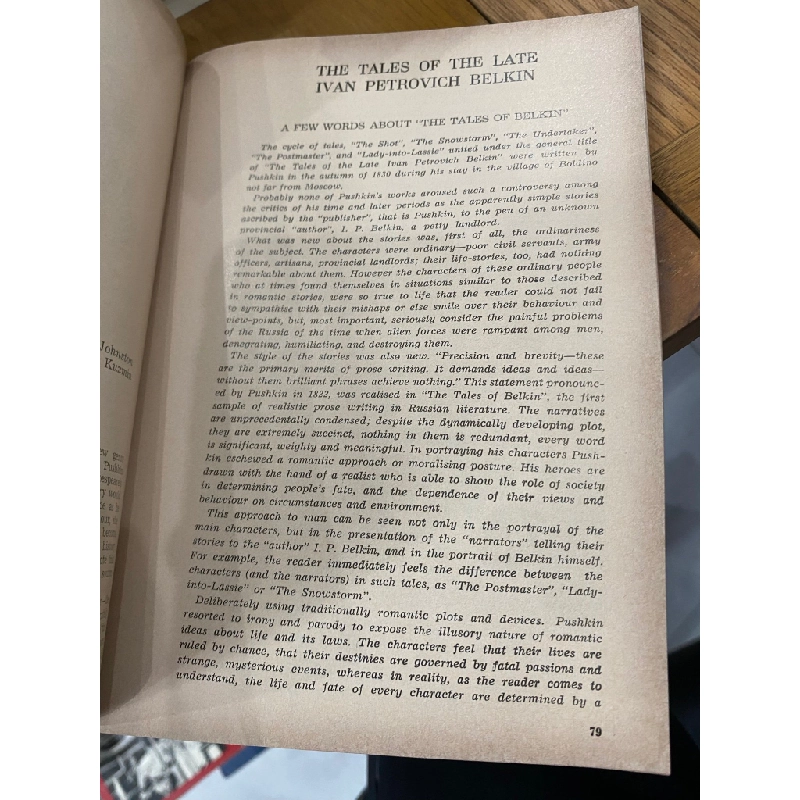 THE TALES OF THE LATE
IVAN PETROVICH BELKIN
A FEW WORDS ABOUT "THE TALES OF BELKIN"
The cycle of tales, "The Shot", "The Snowstorm", "The Undertaker",
"The Postmaster", and "Lady-into-Lassie" united under the general title
of "The Tales of the Late Ivan Petrovich Belkin" were written by
Pushkin in the autumn of 1830 during his stay in the village of Boldino
not far from Moscow.
Probably none of Pushkin's works aroused such a controversy among
the critics of his time and later periods as the apparently simple stories
ascribed by the "publisher", that is Pushkin, to the pen of an unknown
provincial "author", I. P. Belkin, a petty landlord.
What was new about the stories was, first of all, the ordinariness
of the subject. The characters were ordinary—poor civil servants, army
officers, artisans, provincial landlords; their life-stories, too, had nothing
remarkable about them. However the characters of these ordinary people
who at times found themselves in situations similar to those described
in romantic stories, were so true to life that the reader could not fail
to sympathise with their mishaps or else smile over their behaviour and
view-points, but, most important, seriously consider the painful problems
of the Russia of the time when alien forces were rampant among men,
denegrating, humiliating, and destroying them.
The style of the stories was also new. "Precision and brevity—these
are the primary merits of prose writing. It demands ideas and ideas—
without them brilliant phrases achieve nothing." This statement pronounc-
ed by Pushkin in 1822, was realised in "The Tales of Belkin", the first
sample of realistic prose writing in Russian literature. The narratives
are unprecedentally condensed; despite the dynamically developing plot,
they are extremely succinct, nothing in them is redundant, every word
is significant, weighty and meaningful. In portraying his characters Push-
kin eschewed a romantic approach or moralising posture. His heroes are
drawn with the hand of a realist who is able to show the role of society
in determining people's fate, and the dependence of their views and
behaviour on circumstances and environment.
This approach to man can be seen not only in the portrayal of the
main characters, but in the presentation of the "narrators" telling their
stories to the "author" I. P. Belkin, and in the portrait of Belkin himself.
For example, the reader immediately feels the difference between the
characters (and the narrators) in such tales, as "The Postmaster", "Lady-
into-Lassie" or "The Snowstorm".
Deliberately using traditionally romantic plots and devices. Pushkin
resorted to irony and parody to expose the illusory nature of romantic
ideas about life and its laws. The characters feel that their lives are
ruled by chance, that their destinies are governed by fatal passions and
strange, mysterious events, whereas in reality, as the reader comes to
understand, the life and fate of every character are determined by a
79